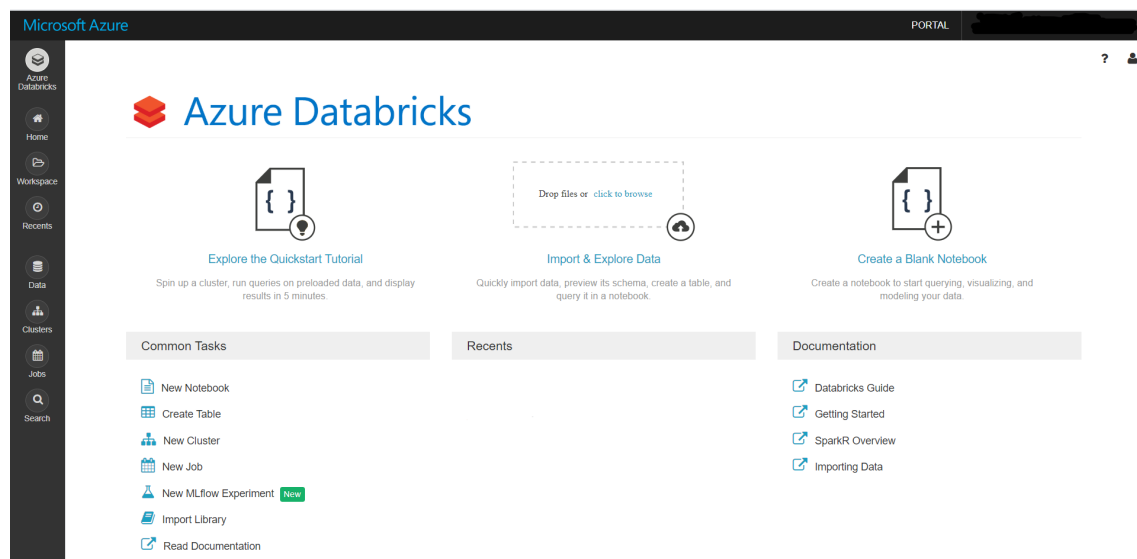 Microsoft Azure
PORTAL
Azure
Databricks
Home
Workspace
Recents
Data
Clusters
Jobs
Search
?
Azure Databricks
{ }
Explore the Quickstart Tutorial
Spin up a cluster, run queries on preloaded data, and display
results in 5 minutes.
Drop files or click to browse
Import & Explore Data
Quickly import data, preview its schema, create a table, and
query it in a notebook.
{ }
Create a Blank Notebook
Create a notebook to start querying, visualizing, and
modeling your data.
Common Tasks
New Notebook
Create Table
New Cluster
New Job
New MLflow Experiment New
Import Library
Read Documentation
Recents
Documentation
Databricks Guide
Getting Started
SparkR Overview
Importing Data